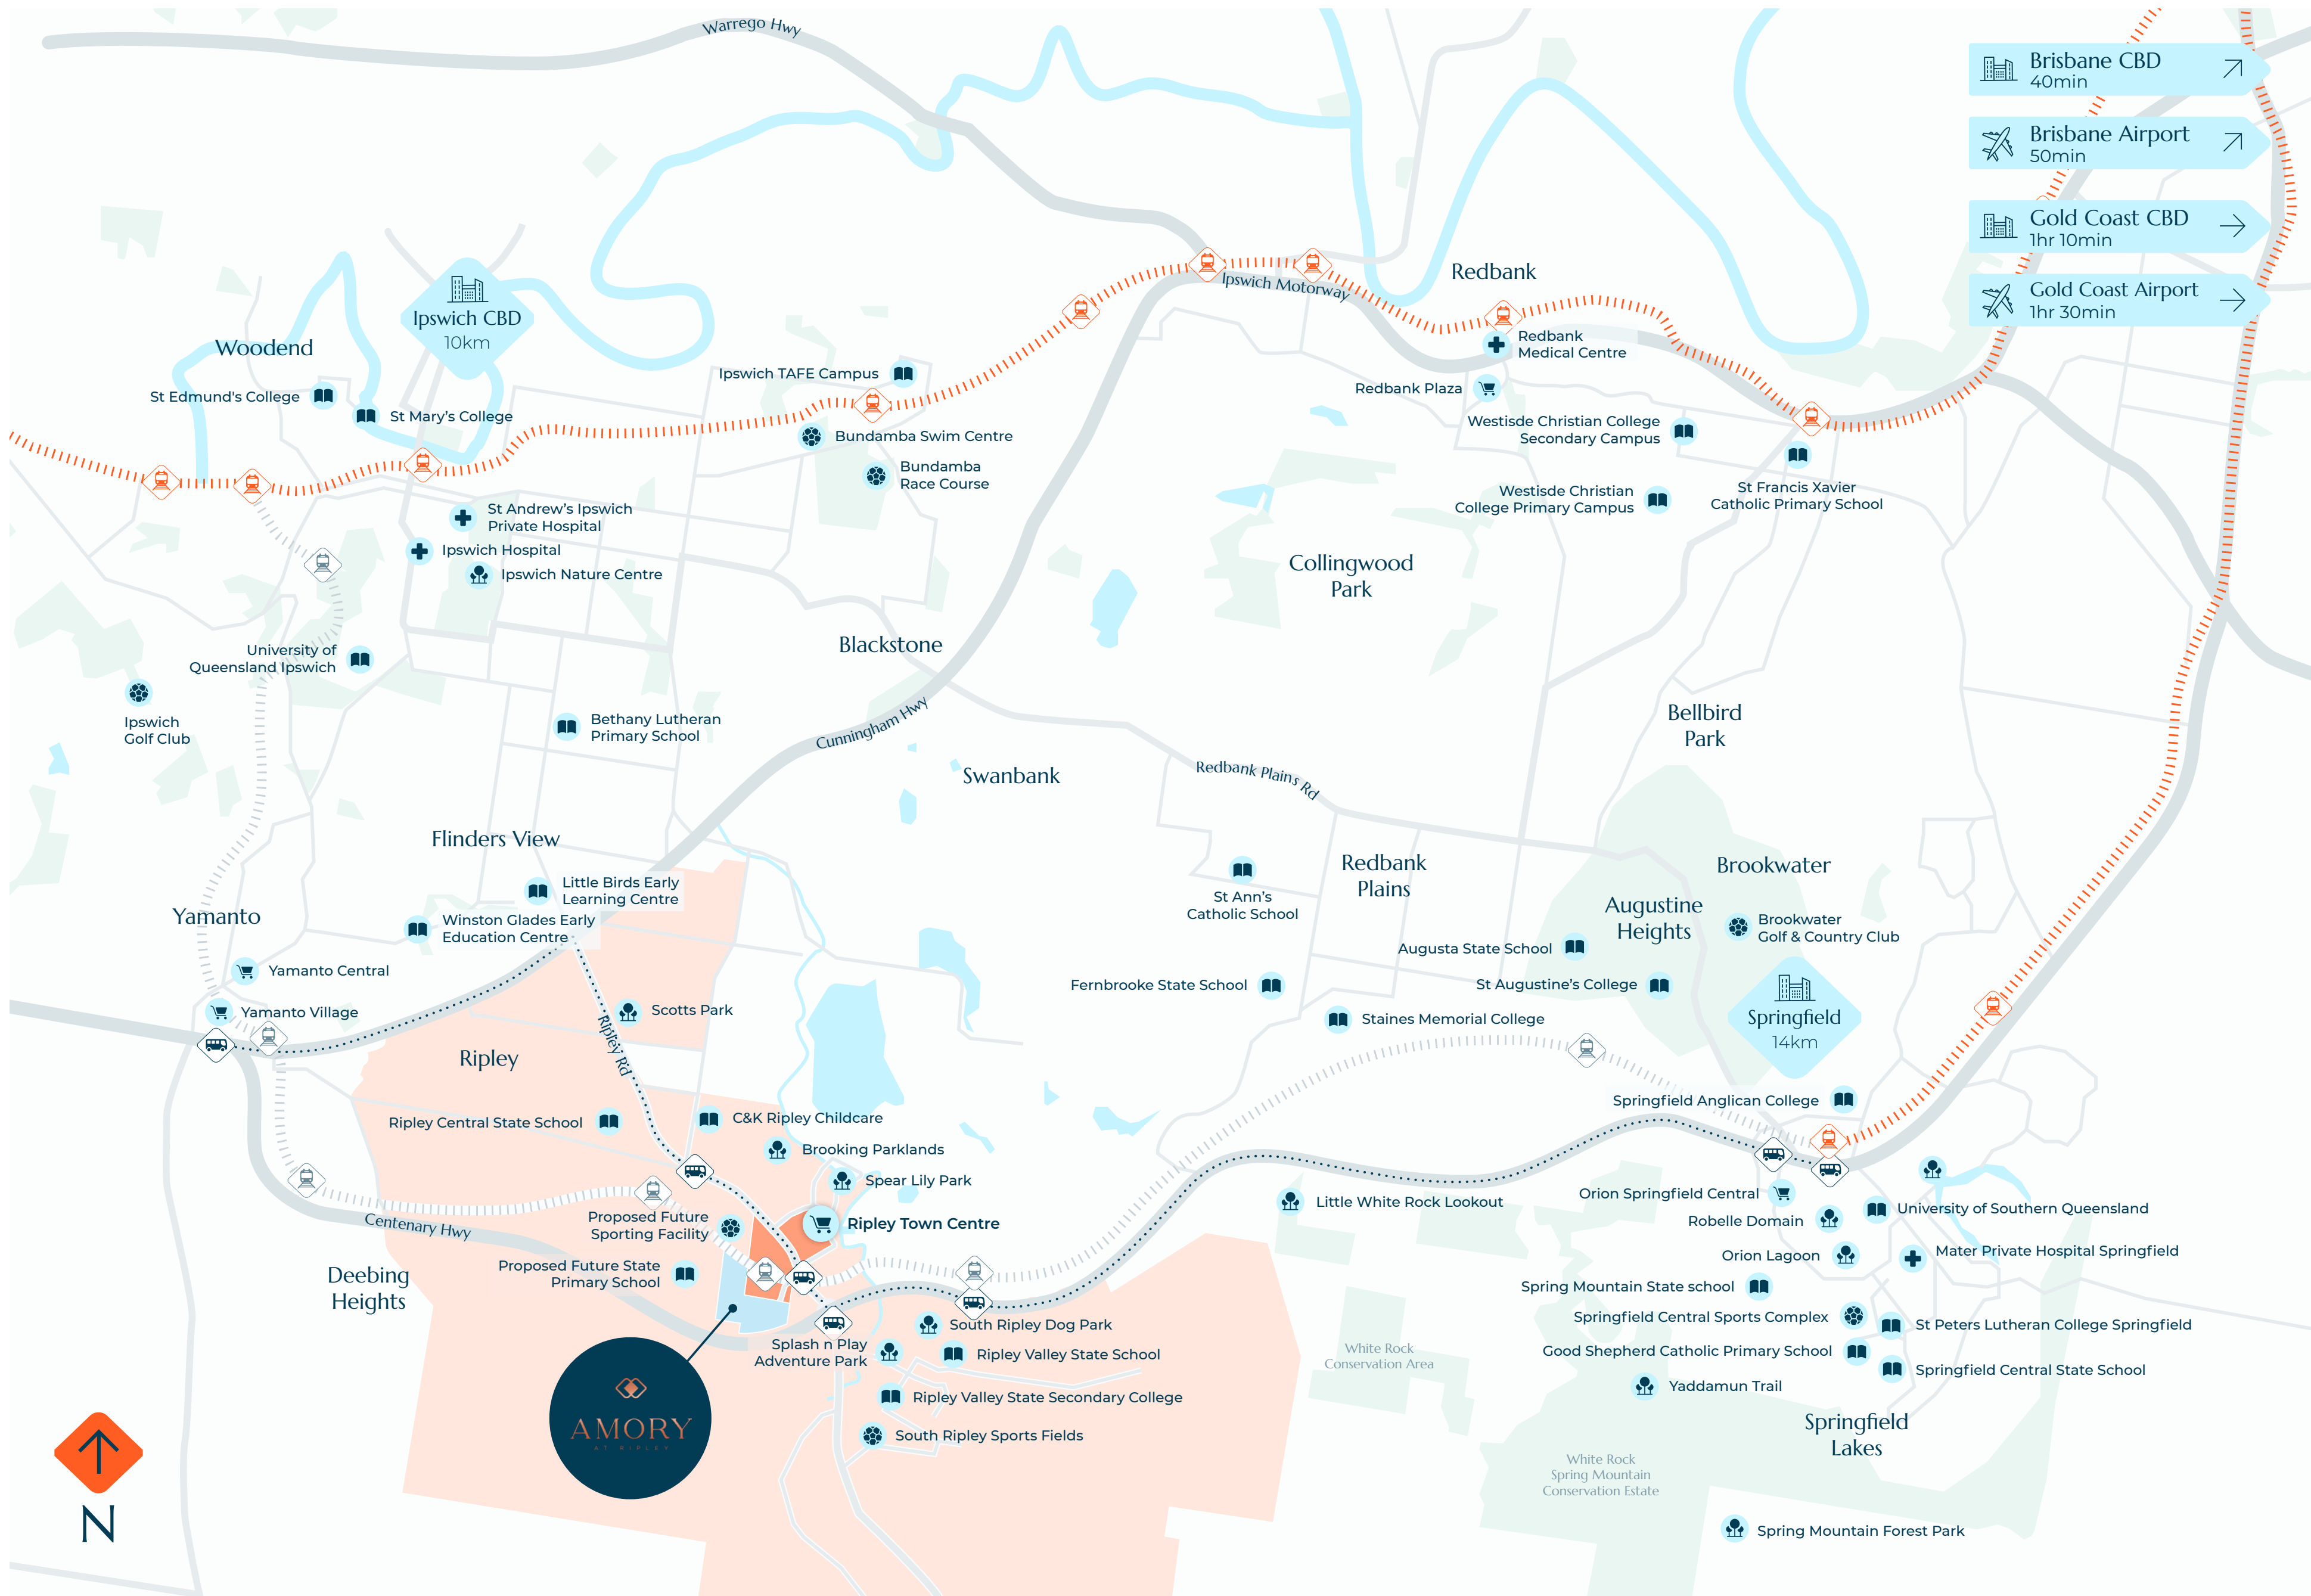 Warrego Hwy
Brisbane CBD
40min
Brisbane Airport
50min
Gold Coast CBD
1hr 10min
Gold Coast Airport
1hr 30min
Ipswich CBD
10km
Ipswich Motorway
Redbank
Redbank
Medical Centre
Woodend
St Edmund's College
St Mary's College
Ipswich TAFE Campus
Redbank Plaza
Bundamba Swim Centre
Bundamba
Race Course
Westisde Christian College
Secondary Campus
Westisde Christian
College Primary Campus
St Francis Xavier
Catholic Primary School
St Andrew's Ipswich
Private Hospital
Ipswich Hospital
Ipswich Nature Centre
Collingwood
Park
University of
Queensland Ipswich
Blackstone
Ipswich
Golf Club
Bethany Lutheran
Primary School
Cunningham Hwy
Bellbird
Park
Swanbank
Redbank Plains Rd
Flinders View
Redbank
Plains
Brookwater
Little Birds Early
Learning Centre
St Ann's
Catholic School
Augustine
Heights
Yamanto
Winston Glades Early
Education Centre
Brookwater
Golf & Country Club
Augusta State School
Yamanto Central
Fernbrooke State School
St Augustine's College
Yamanto Village
Scotts Park
Staines Memorial College
Springfield
14km
Ripley Rd
Ripley
Springfield Anglican College
Ripley Central State School
C&K Ripley Childcare
Brooking Parklands
Spear Lily Park
Little White Rock Lookout
Orion Springfield Central
University of Southern Queensland
Robelle Domain
Centenary Hwy
Proposed Future
Sporting Facility
Ripley Town Centre
Orion Lagoon
Mater Private Hospital Springfield
Deebing
Heights
Proposed Future State
Primary School
Spring Mountain State school
Springfield Central Sports Complex
St Peters Lutheran College Springfield
South Ripley Dog Park
Splash n Play
Adventure Park
Ripley Valley State School
White Rock
Conservation Area
Good Shepherd Catholic Primary School
Springfield Central State School
Yaddamun Trail
Ripley Valley State Secondary College
AMORY
AT RIPLEY
South Ripley Sports Fields
Springfield
Lakes
White Rock
Spring Mountain
Conservation Estate
N
Spring Mountain Forest Park